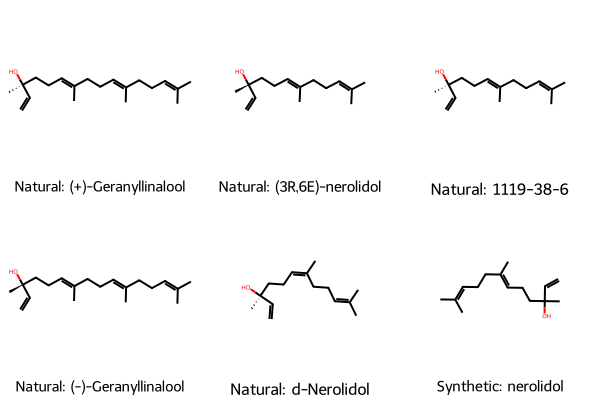 HO
HO
HO
Natural: (+)-Geranyllinalool
Natural: (3R,6E)-nerolidol
Natural: 1119-38-6
HO
HO
OH
Natural: (-)-Geranyllinalool
Natural: d-Nerolidol
Synthetic: nerolidol